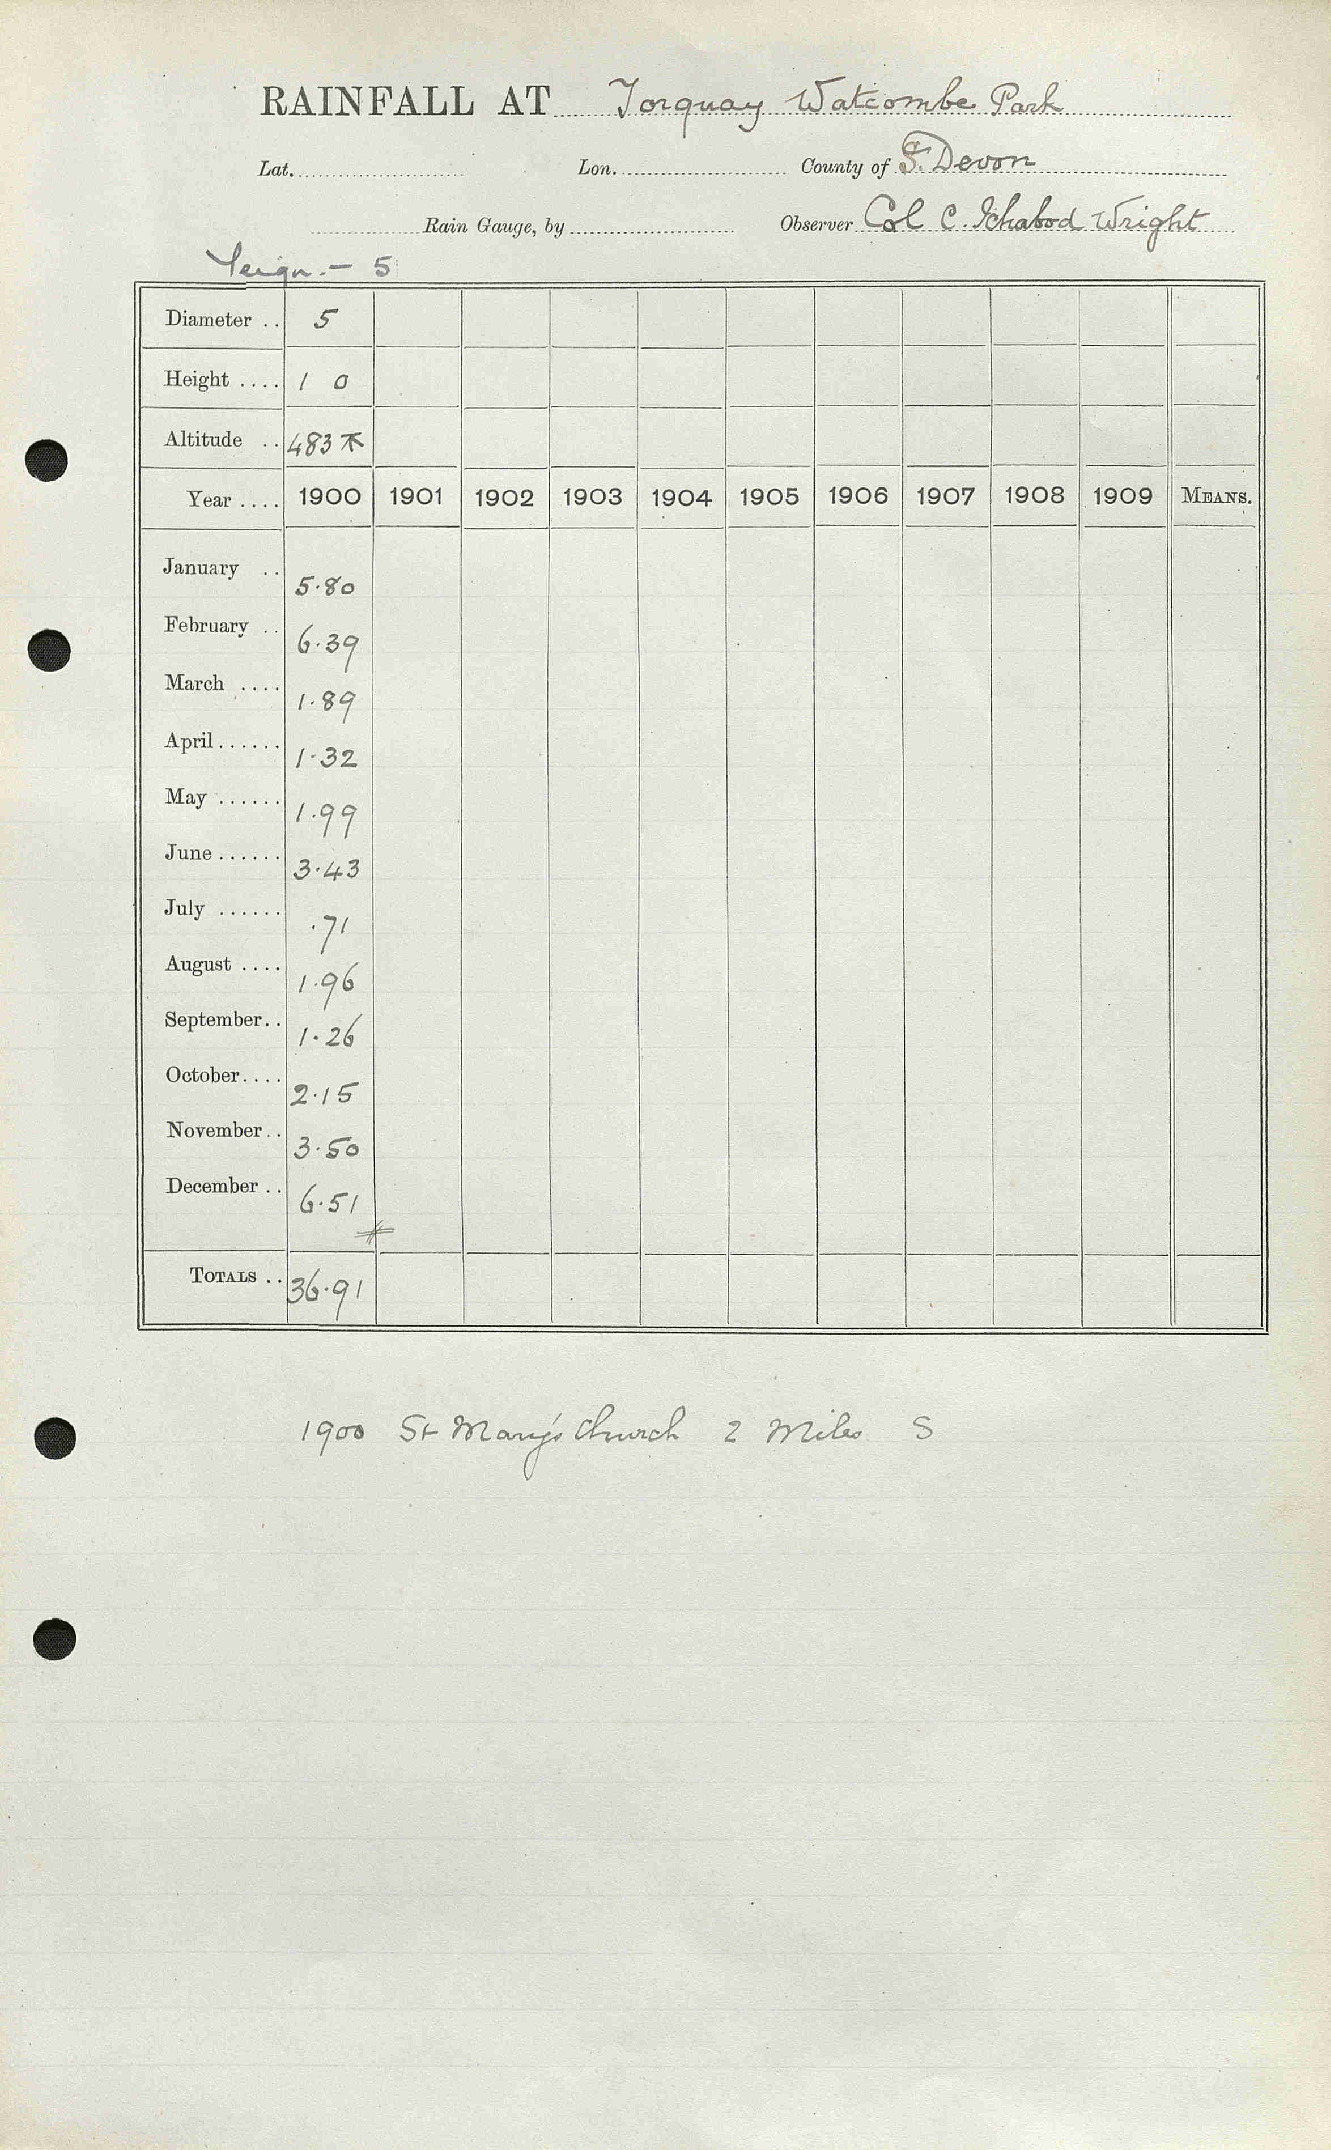 RAINFALL AT Torquay Watcombe Park
Lat. Lon. County of S. Devon
Rain Gauge, by Observer Col C. Ichabod Wright
Teign. - 5
Diameter .. 5
Height .... 1 0
Altitude .. 483
Year .... 1900 1901 1902 1903 1904 1905 1906 1907 1908 1909 MEANS.
January .. 5.80
February .. 6.39
March .... 1.89
April...... 1.32
May ...... 1.99
June...... 3.43
July ...... .71
August .... 1.96
September.. 1.26
October.... 2.15
November.. 3.50
December .. 6.51
TOTALS .. 36.91
1900 St Mary's Church 2 Miles S